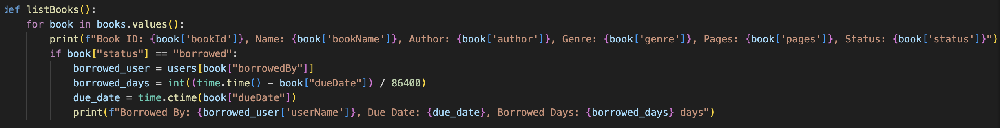 def listBooks():
    for book in books.values():
        print(f"Book ID: {book['bookId']}, Name: {book['bookName']}, Author: {book['author']}, Genre: {book['genre']}, Pages: {book['pages']}, Status: {book['status']}")
        if book["status"] == "borrowed":
            borrowed_user = users[book["borrowedBy"]]
            borrowed_days = int((time.time() - book["dueDate"]) / 86400)
            due_date = time.ctime(book["dueDate"])
            print(f"Borrowed By: {borrowed_user['userName']}, Due Date: {due_date}, Borrowed Days: {borrowed_days} days")